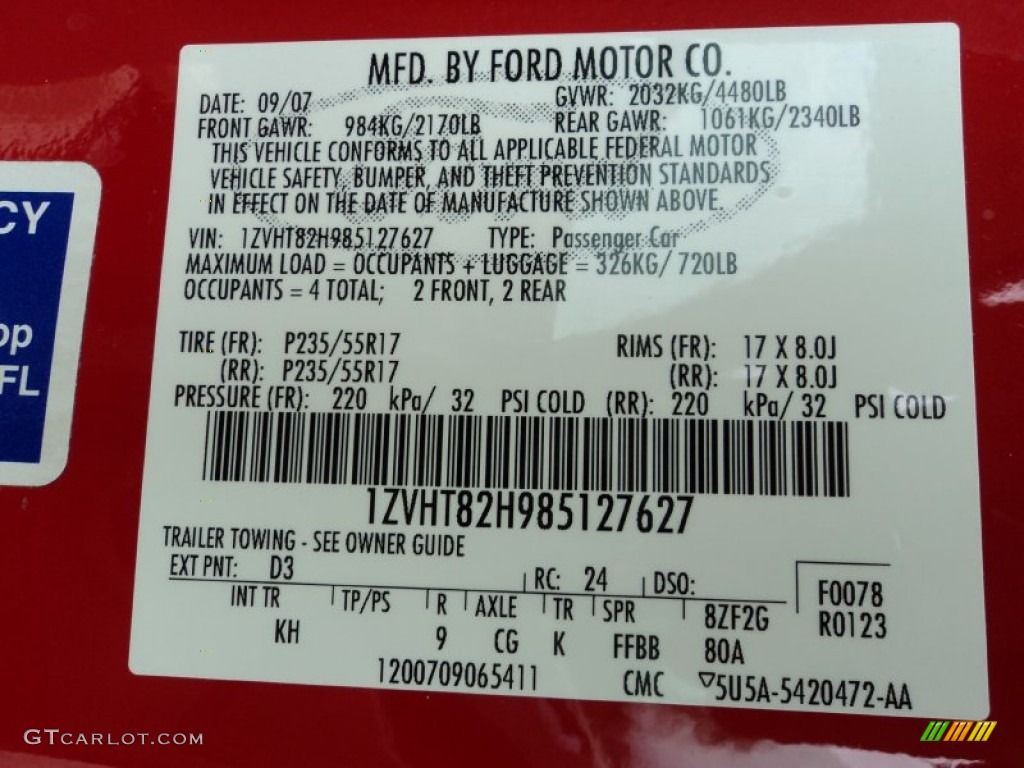 MFD. BY FORD MOTOR CO.
DATE: 09/07 GVWR: 2032KG/4480LB
FRONT GAWR: 984KG/2170LB REAR GAWR: 1061KG/2340LB
THIS VEHICLE CONFORMS TO ALL APPLICABLE FEDERAL MOTOR
VEHICLE SAFETY, BUMPER, AND THEFT PREVENTION STANDARDS
IN EFFECT ON THE DATE OF MANUFACTURE SHOWN ABOVE.
VIN: 1ZVHT82H985127627 TYPE: Passenger Car
MAXIMUM LOAD = OCCUPANTS + LUGGAGE = 326KG/ 720LB
OCCUPANTS = 4 TOTAL; 2 FRONT, 2 REAR
TIRE (FR): P235/55R17 RIMS (FR): 17 X 8.0J
(RR): P235/55R17 (RR): 17 X 8.0J
PRESSURE (FR): 220 kPa/ 32 PSI COLD (RR): 220 kPa/ 32 PSI COLD
1ZVHT82H985127627
TRAILER TOWING - SEE OWNER GUIDE
EXT PNT: D3 RC: 24 DSO: F0078
INT TR TP/PS R AXLE TR SPR 8ZF2G R0123
KH 9 CG K FFBB 80A
1200709065411 CMC 5U5A-5420472-AA
CY
op
FL
GTCARLOT.COM